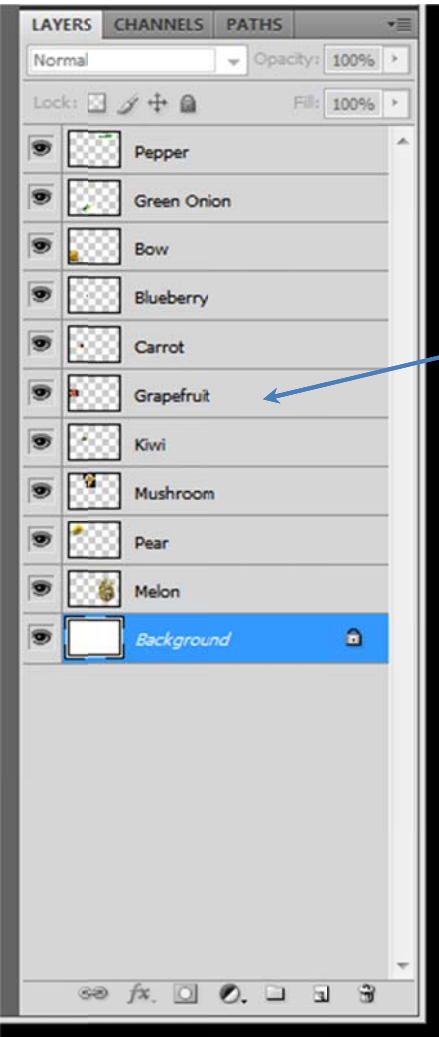 LAYERS CHANNELS PATHS
Normal Opacity: 100%
Lock: Fill: 100%
Pepper
Green Onion
Bow
Blueberry
Carrot
Grapefruit
Kiwi
Mushroom
Pear
Melon
Background
fx.